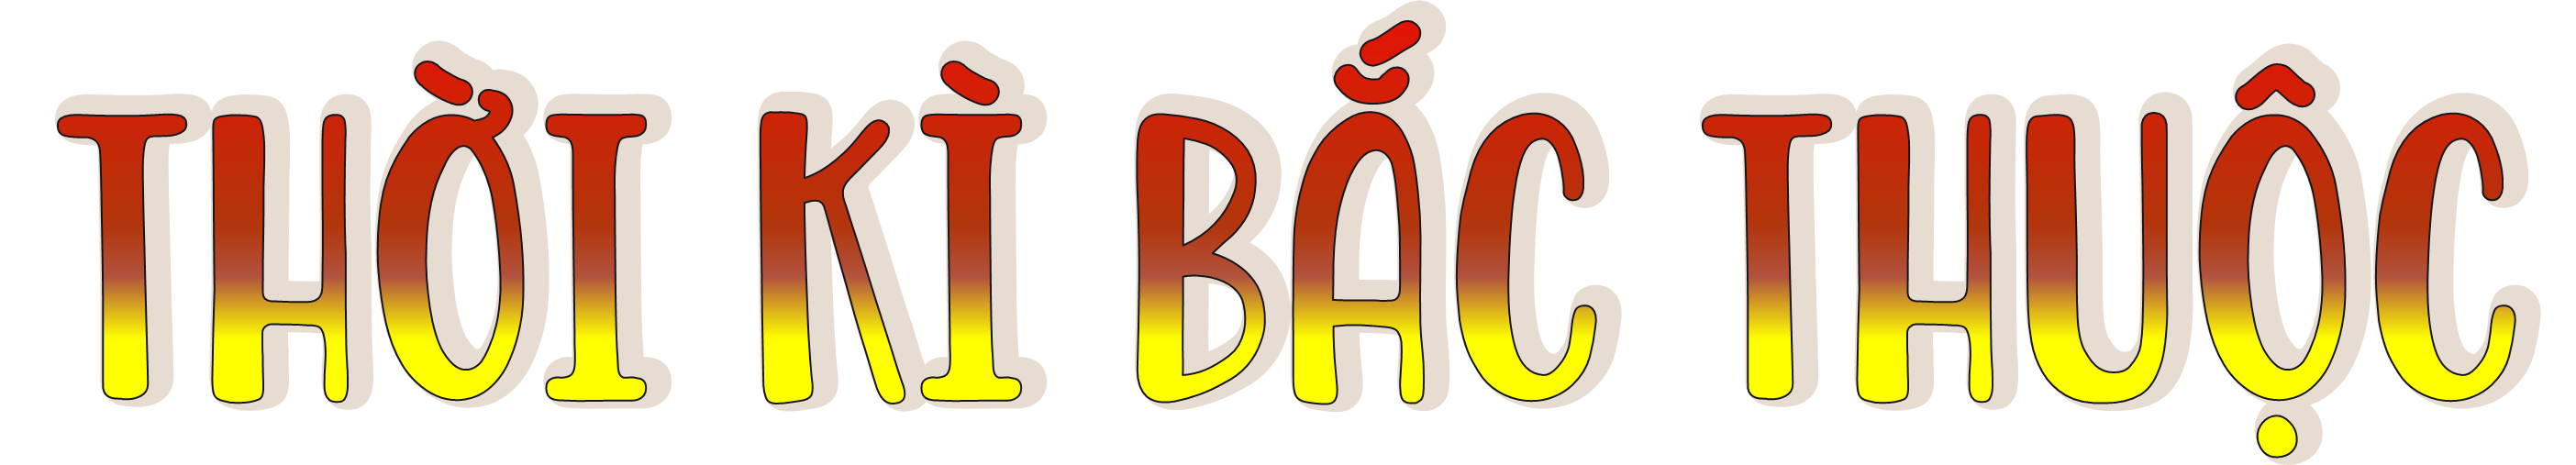 THỜI KÌ BẮC THUỘC